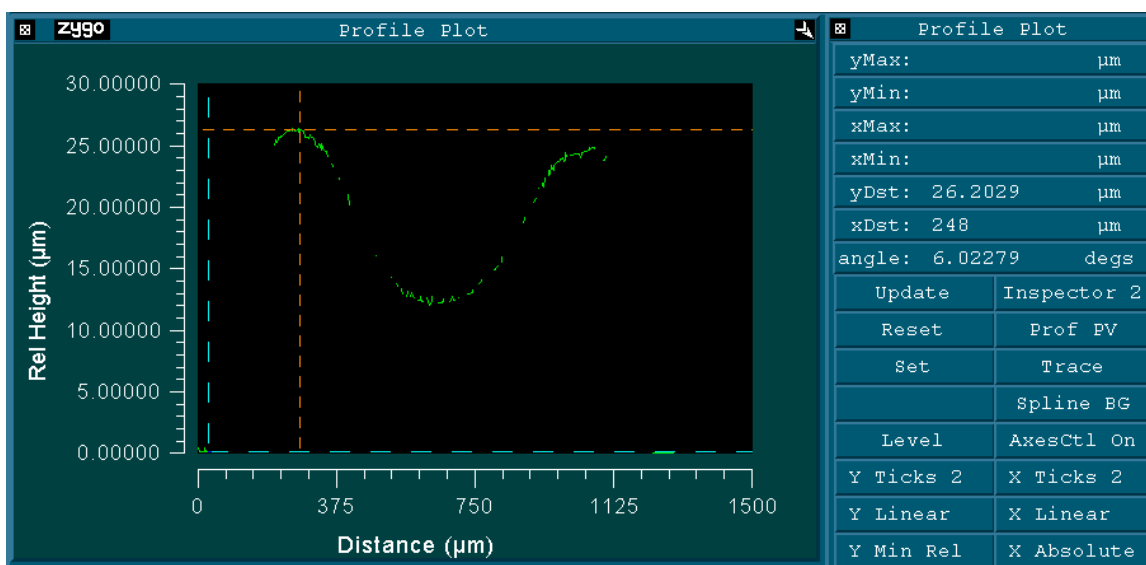 zygo Profile Plot
30.00000
25.00000
20.00000
15.00000
10.00000
5.00000
0.00000
Rel Height (µm)
0 375 750 1125 1500
Distance (µm)
Profile Plot
yMax: µm
yMin: µm
xMax: µm
xMin: µm
yDst: 26.2029 µm
xDst: 248 µm
angle: 6.02279 degs
Update Inspector 2
Reset Prof PV
Set Trace
Spline BG
Level AxesCtl On
Y Ticks 2 X Ticks 2
Y Linear X Linear
Y Min Rel X Absolute